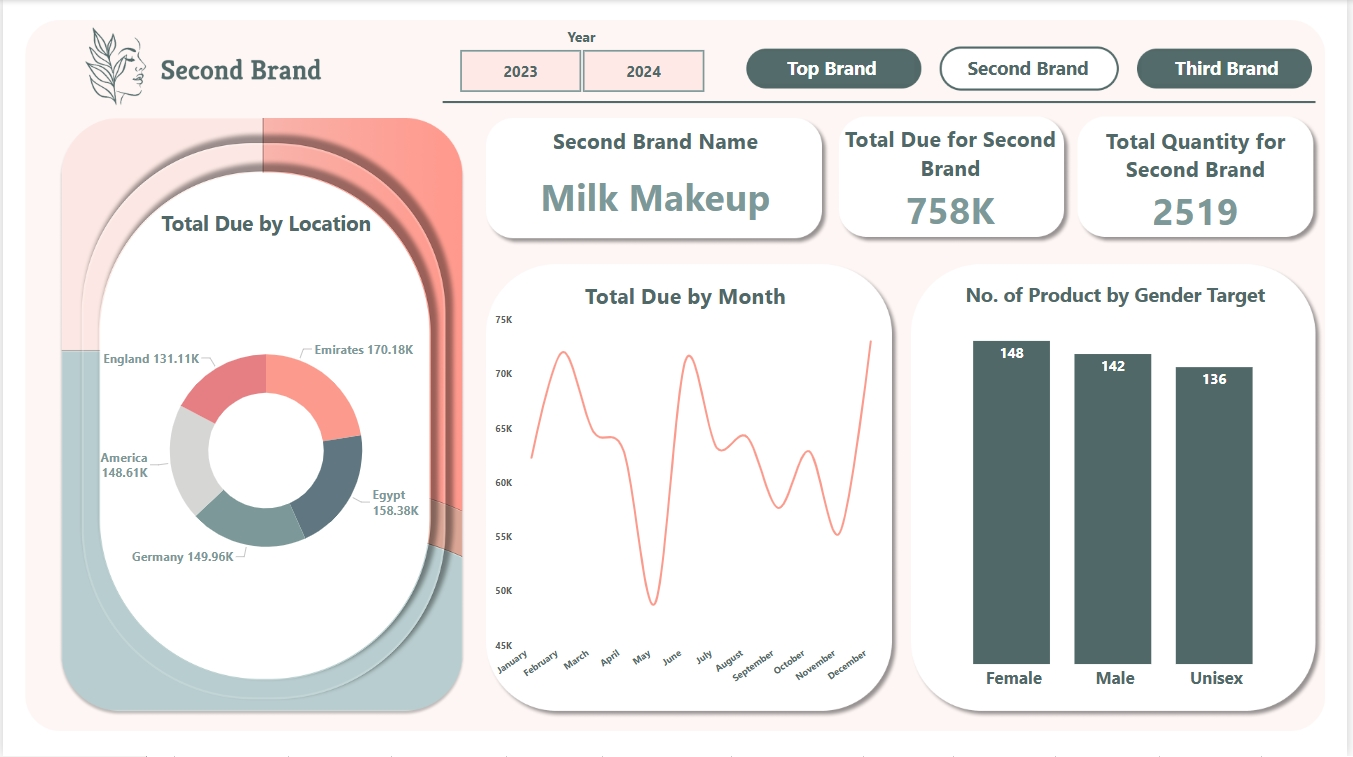 Second Brand
Year
2023
2024
Top Brand
Second Brand
Third Brand
Total Due by Location
England 131.11K
Emirates 170.18K
America
148.61K
Egypt
158.38K
Germany 149.96K
Second Brand Name
Milk Makeup
Total Due for Second
Brand
758K
Total Quantity for
Second Brand
2519
Total Due by Month
75K
70K
65K
60K
55K
50K
45K
January
February
March
April
May
June
July
August
September
October
November
December
No. of Product by Gender Target
148
142
136
Female
Male
Unisex